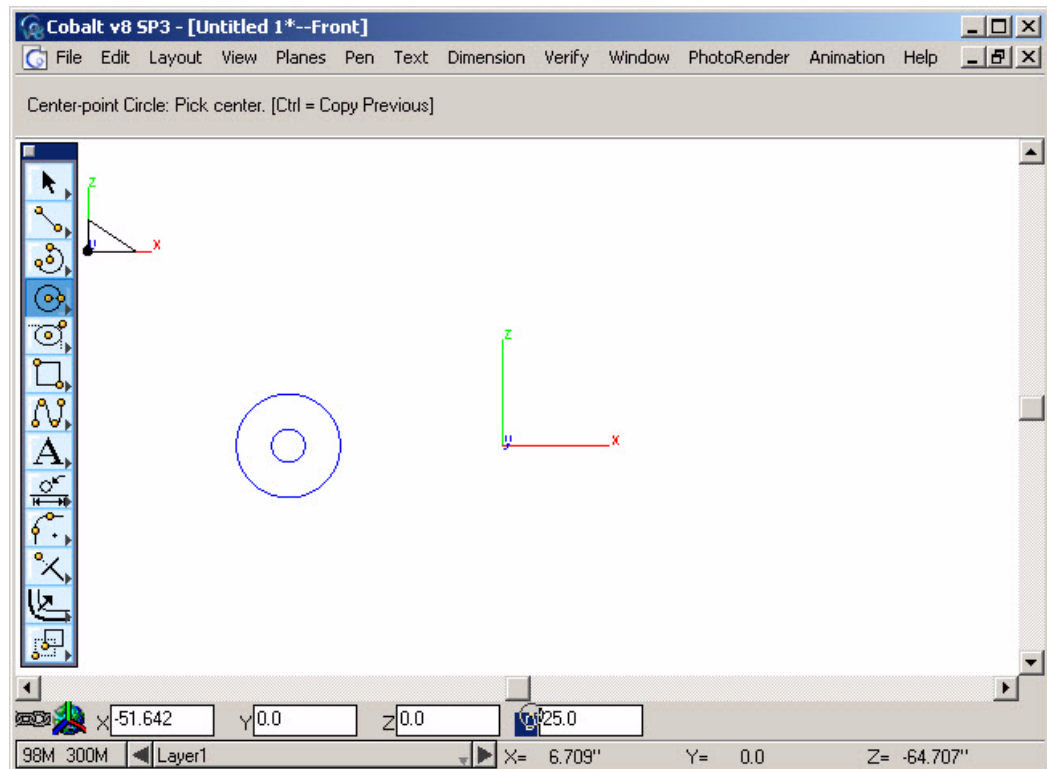 Cobalt v8 SP3 - [Untitled 1*--Front]
File Edit Layout View Planes Pen Text Dimension Verify Window PhotoRender Animation Help
Center-point Circle: Pick center. [Ctrl = Copy Previous]
z
y x
z
y x
A
X -51.642 Y 0.0 Z 0.0 25.0
98M 300M Layer1 X= 6.709" Y= 0.0 Z= -64.707"